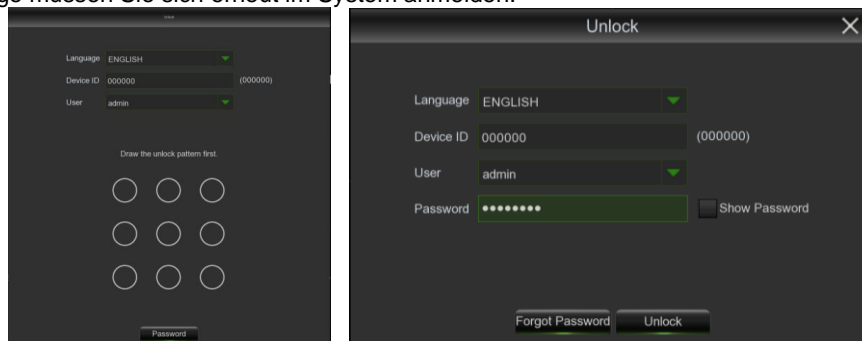 müssen Sie sich erneut im System anmelden.
Unlock
Language ENGLISH
Device ID 000000 (000000)
User admin
Draw the unlock pattern first.
Password
Unlock
Language ENGLISH
Device ID 000000 (000000)
User admin
Password ●●●●●●●● Show Password
Forgot Password Unlock